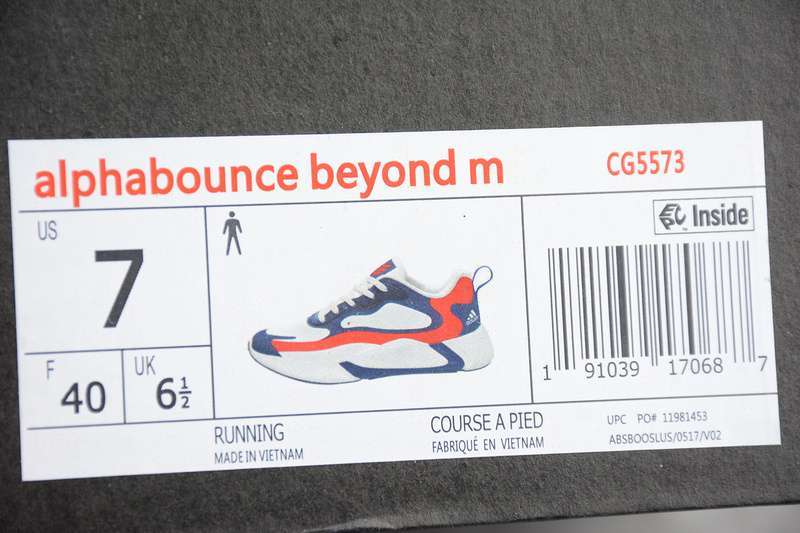 alphabounce beyond m
CG5573
US
7
F
40
UK
6½
Inside
1 91039 17068 7
RUNNING
MADE IN VIETNAM
COURSE A PIED
FABRIQUÉ EN VIETNAM
UPC PO# 11981453
ABSBOOSLUS/0517/V02